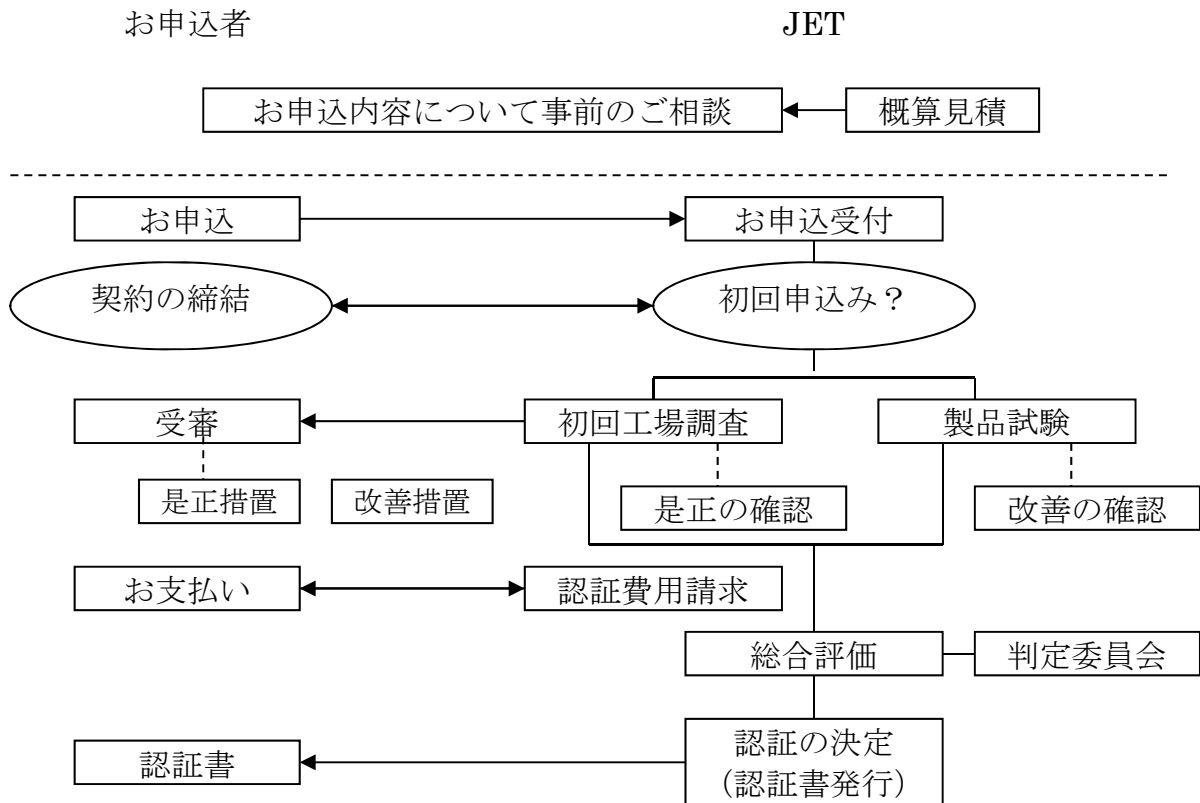 お申込者
JET
お申込内容について事前のご相談
概算見積
お申込
お申込受付
契約の締結
初回申込み？
受審
初回工場調査
製品試験
是正措置
改善措置
是正の確認
改善の確認
お支払い
認証費用請求
総合評価
判定委員会
認証書
認証の決定
（認証書発行）